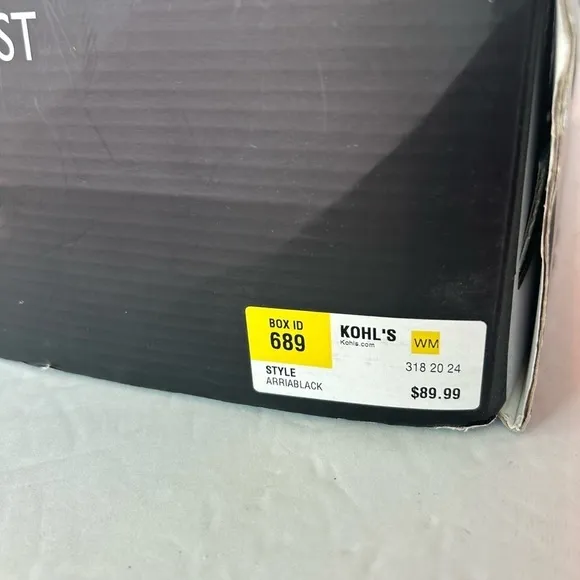 ST
BOX ID
689
KOHL'S
Kohls.com
WM
318 20 24
STYLE
ARRIABLACK
$89.99